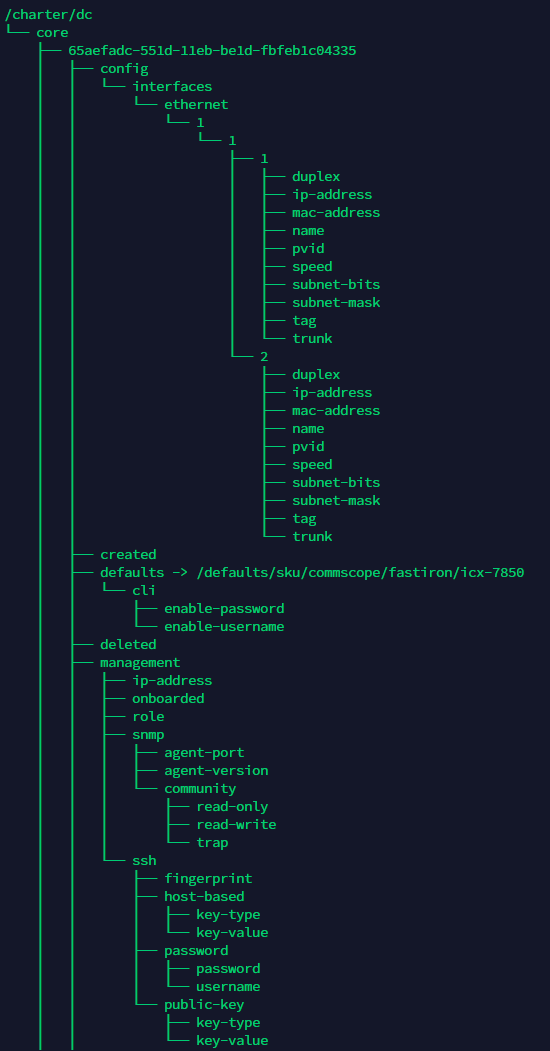 /charter/dc
└── core
    ├── 65aefadc-551d-11eb-be1d-fbfeb1c04335
    │   ├── config
    │   │   └── interfaces
    │   │       └── ethernet
    │   │           └── 1
    │   │               └── 1
    │   │                   ├── 1
    │   │                   │   ├── duplex
    │   │                   │   ├── ip-address
    │   │                   │   ├── mac-address
    │   │                   │   ├── name
    │   │                   │   ├── pvid
    │   │                   │   ├── speed
    │   │                   │   ├── subnet-bits
    │   │                   │   ├── subnet-mask
    │   │                   │   ├── tag
    │   │                   │   └── trunk
    │   │                   └── 2
    │   │                       ├── duplex
    │   │                       ├── ip-address
    │   │                       ├── mac-address
    │   │                       ├── name
    │   │                       ├── pvid
    │   │                       ├── speed
    │   │                       ├── subnet-bits
    │   │                       ├── subnet-mask
    │   │                       ├── tag
    │   │                       └── trunk
    │   ├── created
    │   ├── defaults -> /defaults/sku/commscope/fastiron/icx-7850
    │   │   └── cli
    │   │       ├── enable-password
    │   │       └── enable-username
    │   ├── deleted
    │   ├── management
    │   │   ├── ip-address
    │   │   ├── onboarded
    │   │   ├── role
    │   │   ├── snmp
    │   │   │   ├── agent-port
    │   │   │   ├── agent-version
    │   │   │   └── community
    │   │   │       ├── read-only
    │   │   │       ├── read-write
    │   │   │       └── trap
    │   │   └── ssh
    │   │       ├── fingerprint
    │   │       ├── host-based
    │   │       │   ├── key-type
    │   │       │   └── key-value
    │   │       ├── password
    │   │       │   ├── password
    │   │       │   └── username
    │   │       └── public-key
    │   │           ├── key-type
    │   │           └── key-value